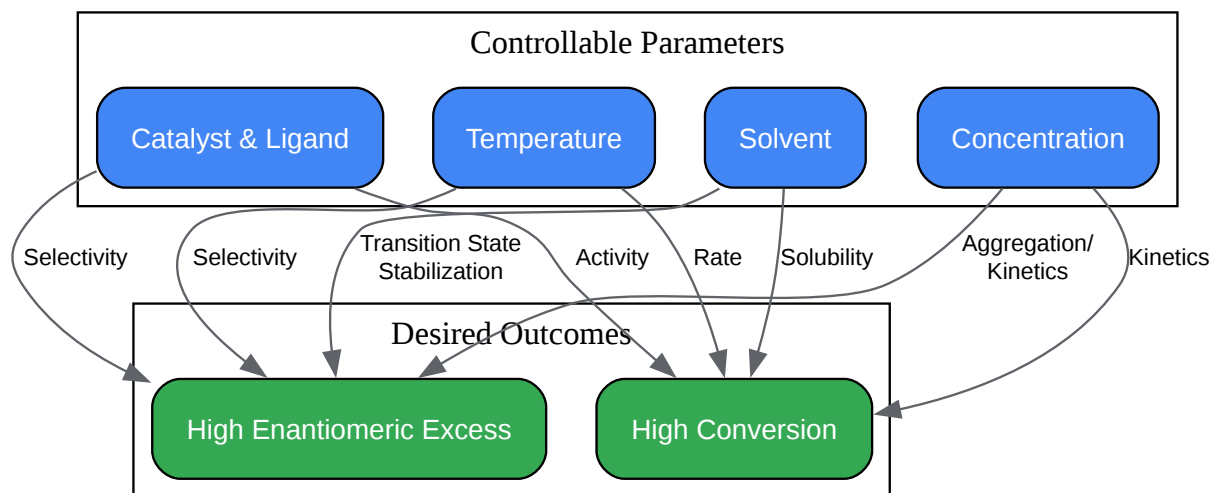 Controllable Parameters
Catalyst & Ligand
Temperature
Solvent
Concentration
Selectivity
Selectivity
Transition State
Stabilization
Activity
Rate
Solubility
Aggregation/
Kinetics
Kinetics
Desired Outcomes
High Enantiomeric Excess
High Conversion